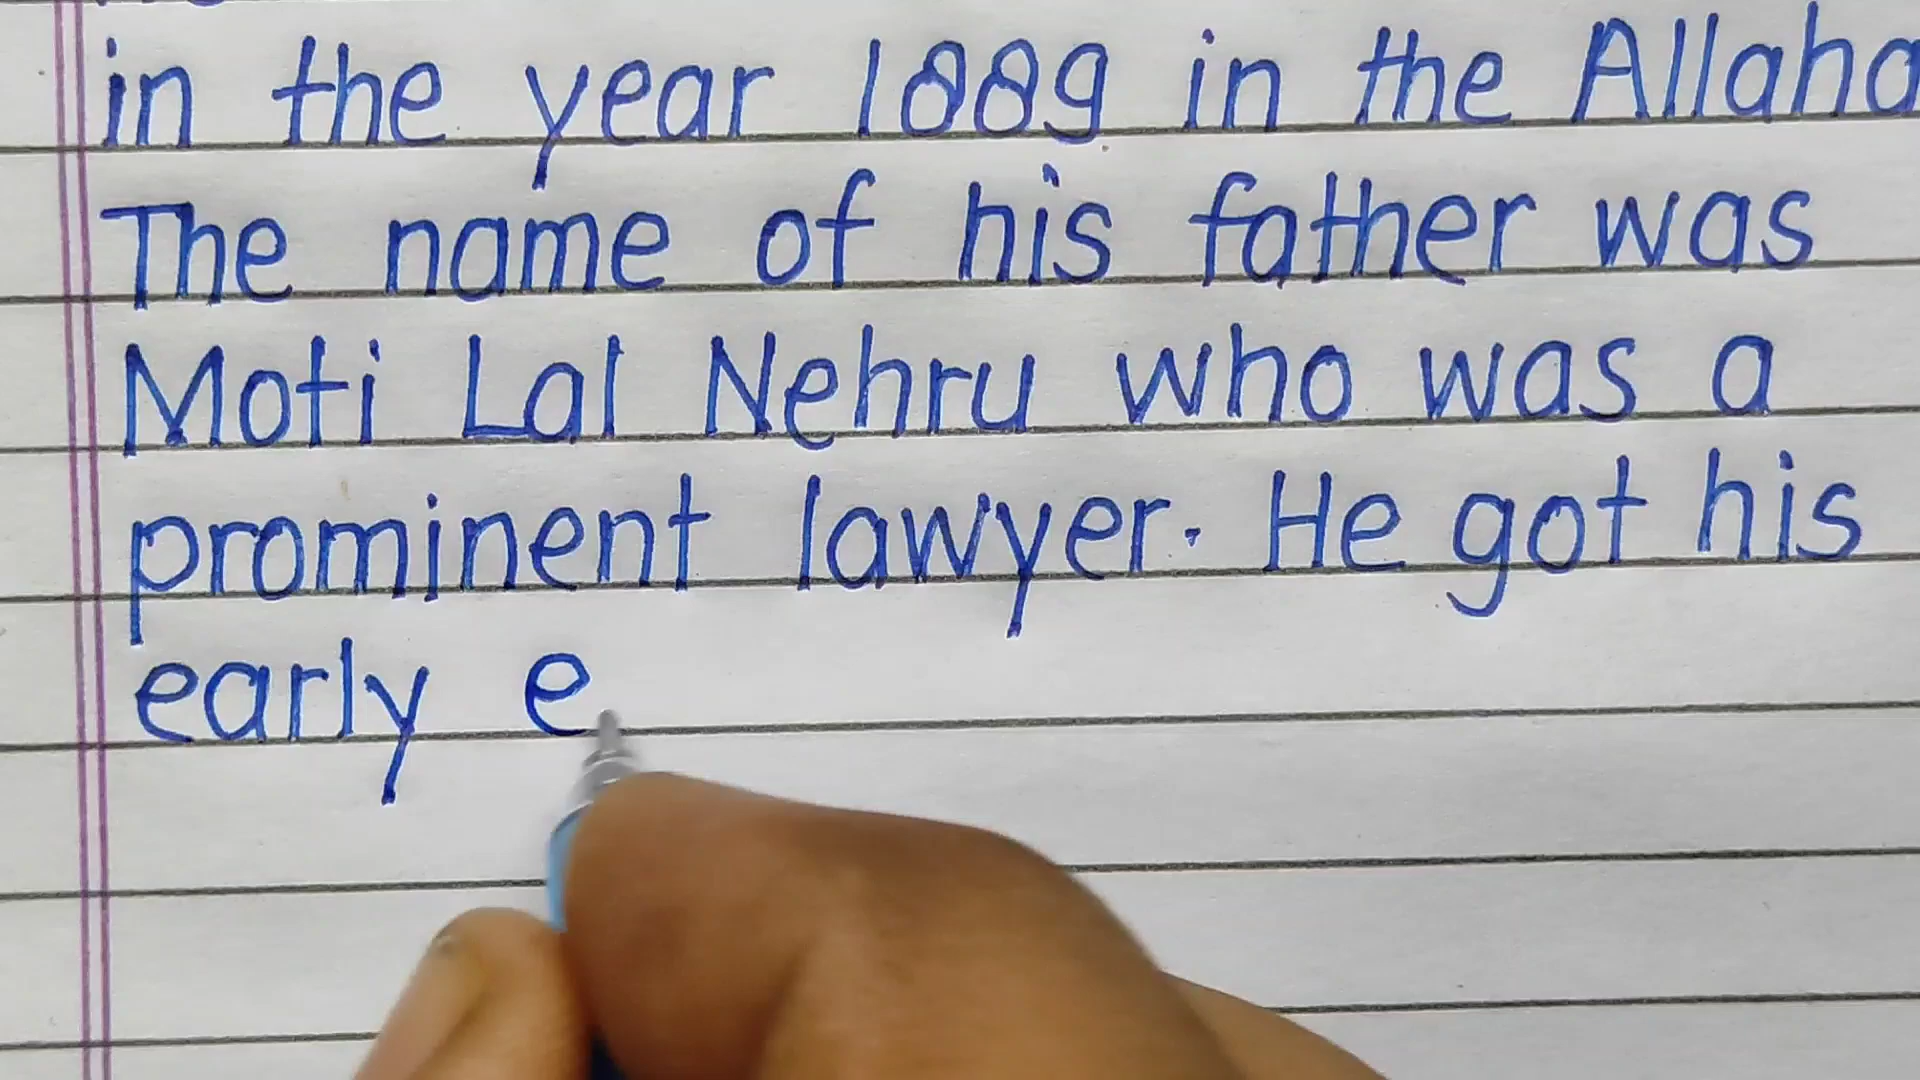 in the year 1889 in the Allaha
The name of his father was
Moti Lal Nehru who was a
prominent lawyer. He got his
early e